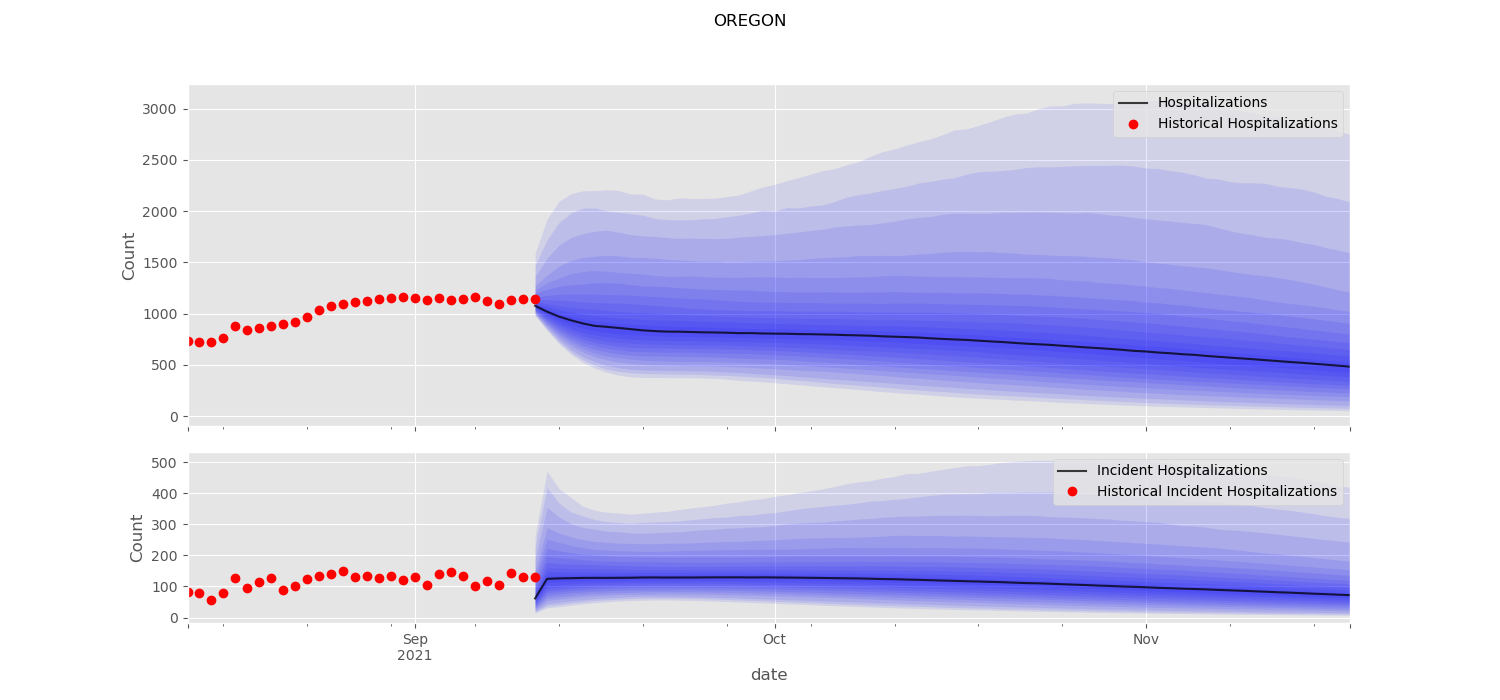 OREGON
3000
2500
2000
1500
1000
500
0
Count
Hospitalizations
Historical Hospitalizations
500
400
300
200
100
0
Count
Incident Hospitalizations
Historical Incident Hospitalizations
Sep
2021
Oct
Nov
date